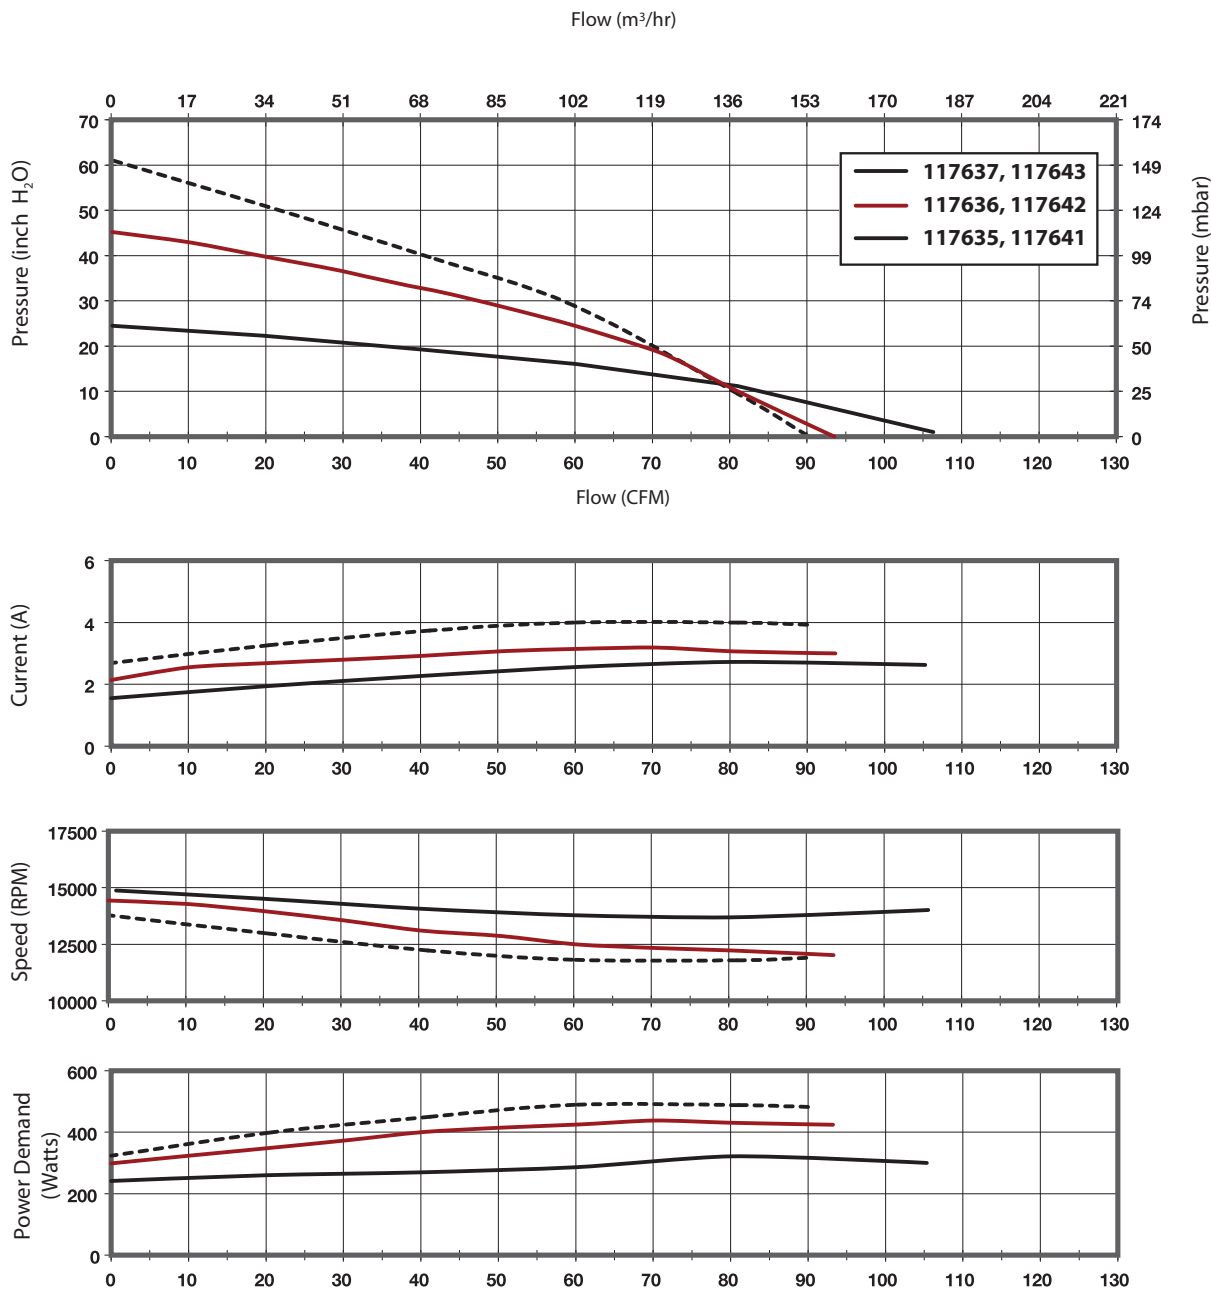 Flow (m³/hr)
0 17 34 51 68 85 102 119 136 153 170 187 204 221
Pressure (inch H₂O)
70
60
50
40
30
20
10
0
117637, 117643
117636, 117642
117635, 117641
174
149
124
99
74
50
25
0
Pressure (mbar)
0 10 20 30 40 50 60 70 80 90 100 110 120 130
Flow (CFM)
Current (A)
6
4
2
0
0 10 20 30 40 50 60 70 80 90 100 110 120 130
Speed (RPM)
17500
15000
12500
10000
0 10 20 30 40 50 60 70 80 90 100 110 120 130
Power Demand
(Watts)
600
400
200
0
0 10 20 30 40 50 60 70 80 90 100 110 120 130